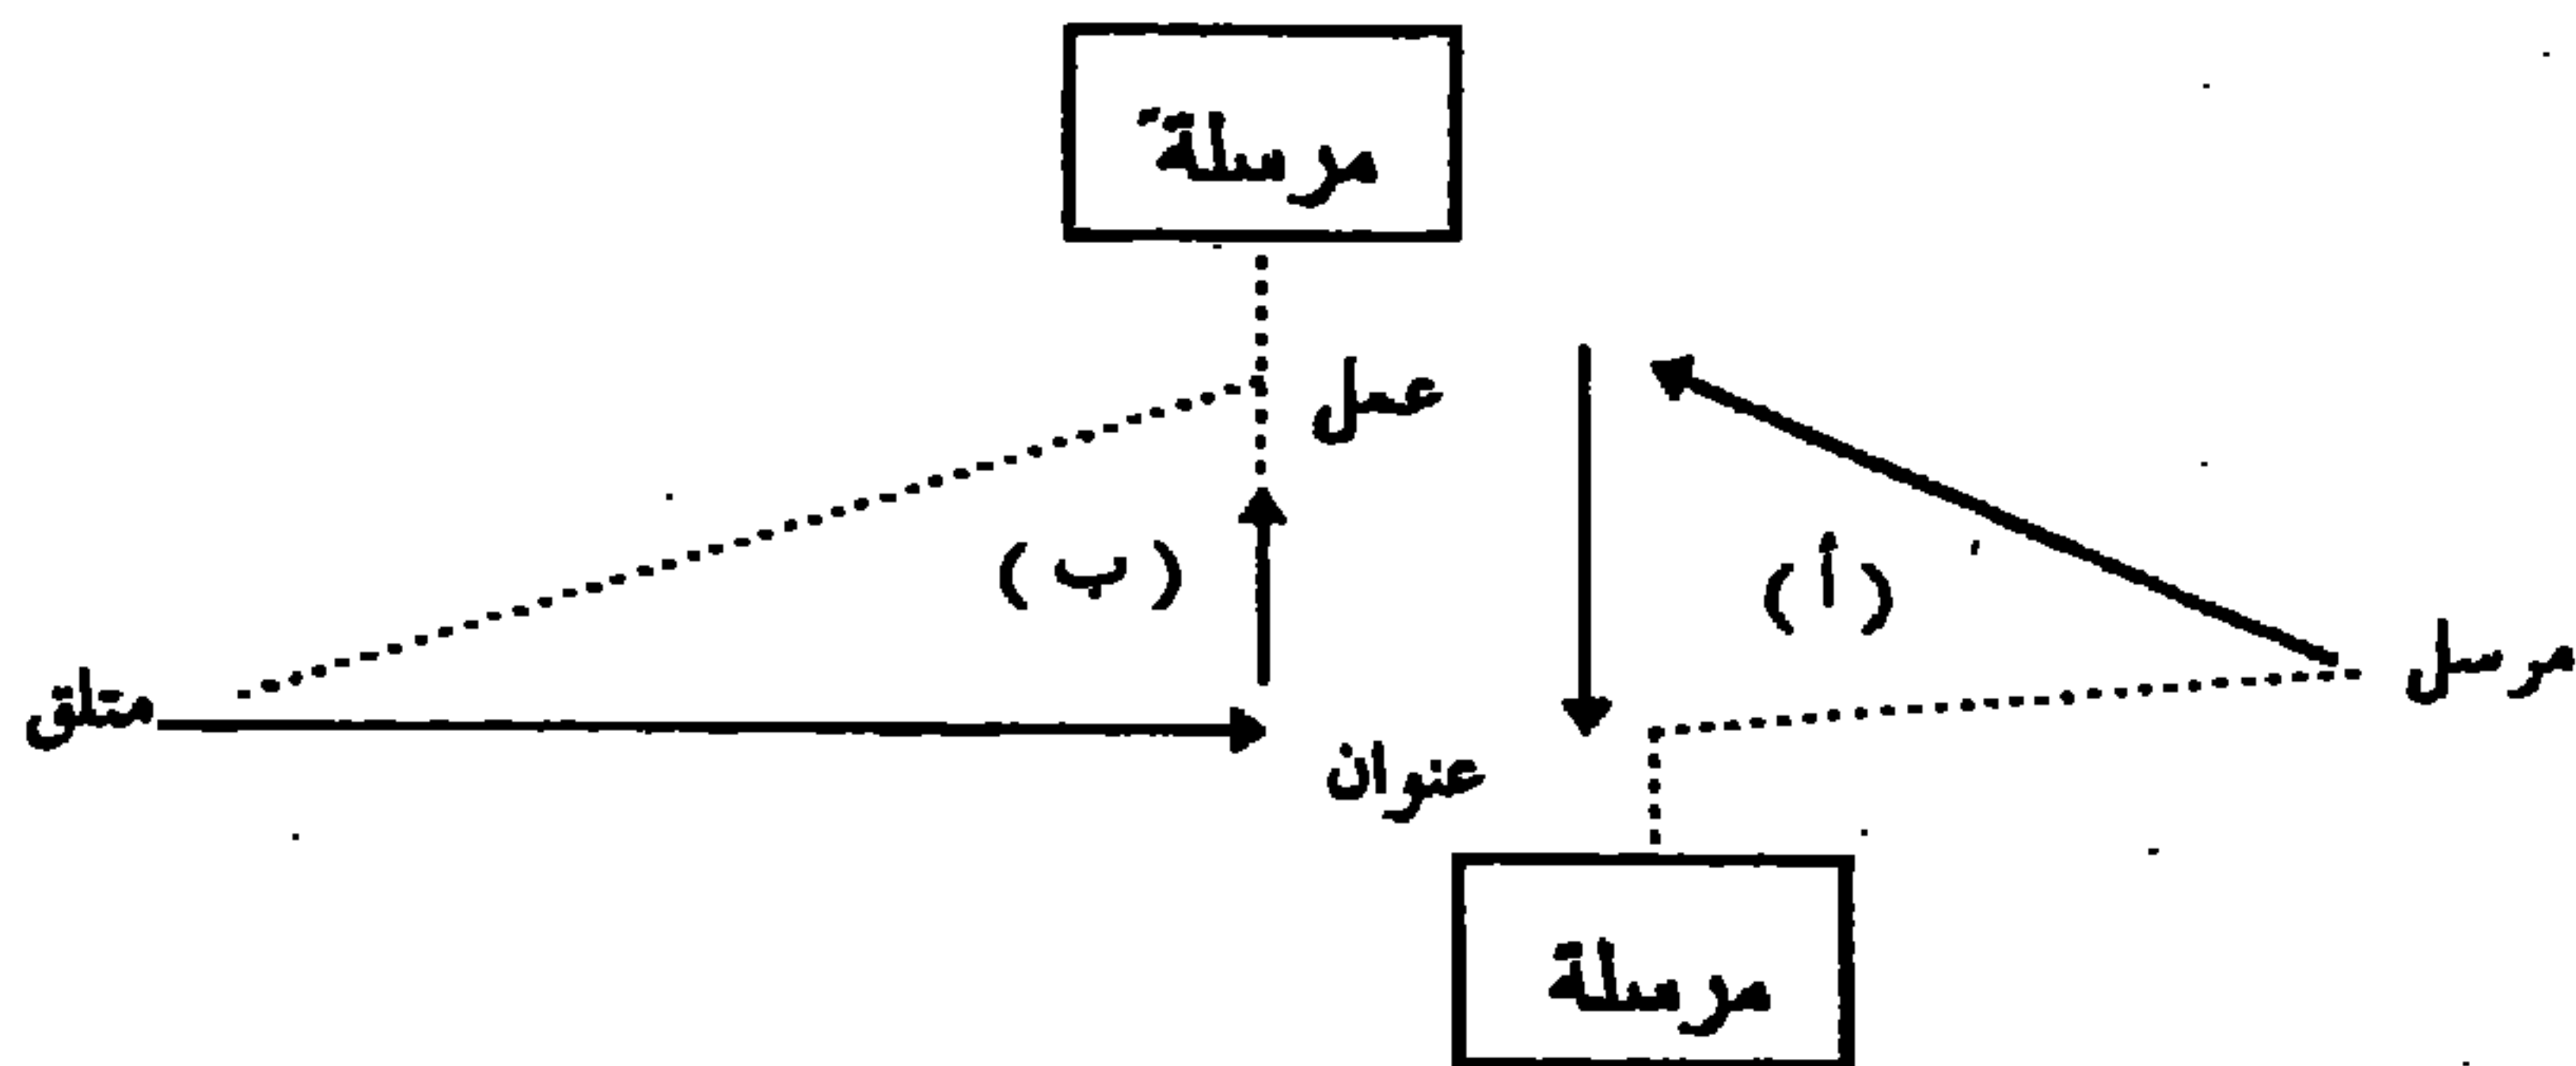 مرسلة
عمل
( أ )
( ب )
مرسل
متلق
عنوان
مرسلة